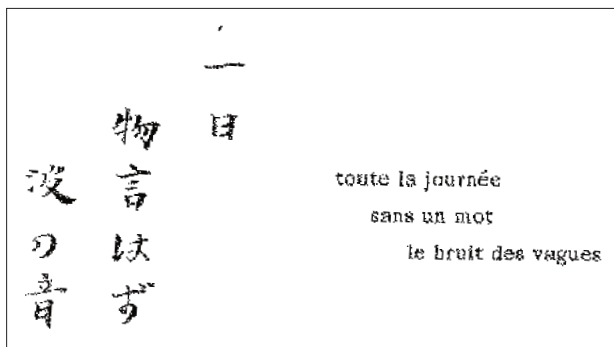 一日
物言はず
波の音
toute la journée
sans un mot
le bruit des vagues